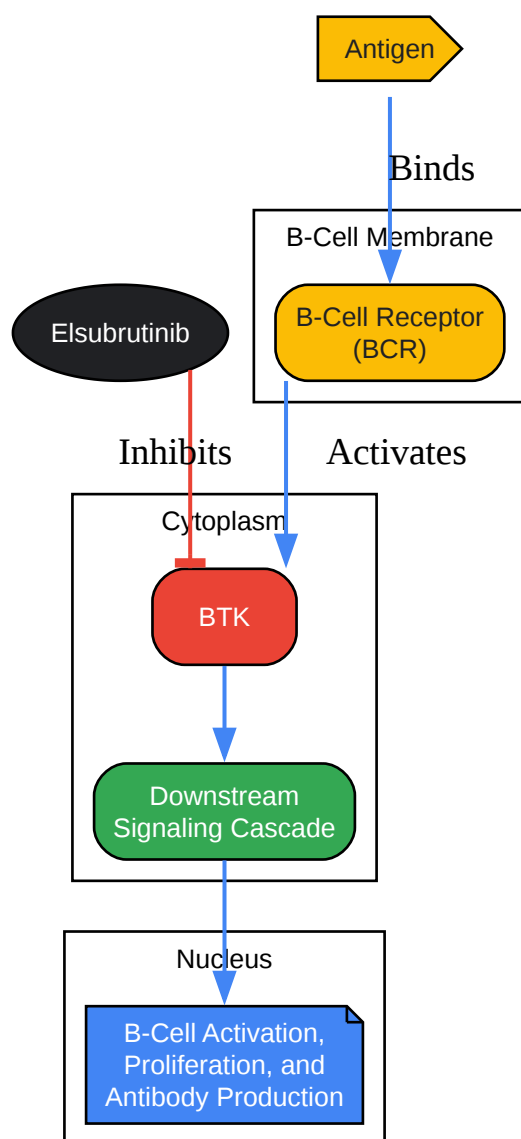 Antigen
Binds
B-Cell Membrane
B-Cell Receptor
(BCR)
Elsubrutinib
Inhibits
Activates
Cytoplasm
BTK
Downstream
Signaling Cascade
Nucleus
B-Cell Activation,
Proliferation, and
Antibody Production